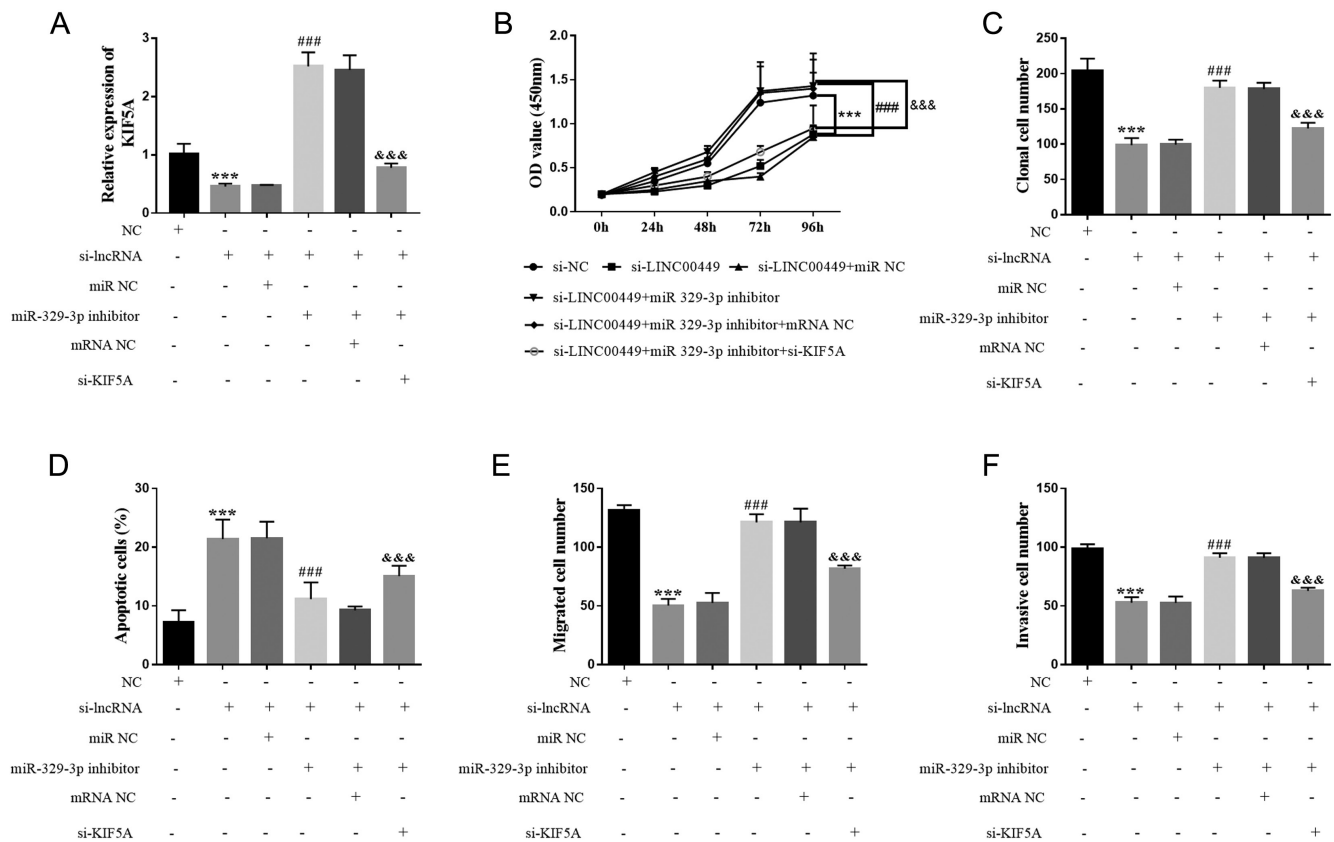 A
Relative expression of
KIF5A
3
2
1
0
***
###
&&&
NC + - - - - -
si-lncRNA - + + + + +
miR NC - - + - - -
miR-329-3p inhibitor - - - + + +
mRNA NC - - - - + -
si-KIF5A - - - - - +
B
OD value (450nm)
2.0
1.5
1.0
0.5
0.0
0h 24h 48h 72h 96h
*** ### &&&
si-NC si-LINC00449 si-LINC00449+miR NC
si-LINC00449+miR 329-3p inhibitor
si-LINC00449+miR 329-3p inhibitor+mRNA NC
si-LINC00449+miR 329-3p inhibitor+si-KIF5A
C
Clonal cell number
250
200
150
100
50
0
***
###
&&&
NC + - - - - -
si-lncRNA - + + + + +
miR NC - - + - - -
miR-329-3p inhibitor - - - + + +
mRNA NC - - - - + -
si-KIF5A - - - - - +
D
Apoptotic cells (%)
30
20
10
0
***
###
&&&
NC + - - - - -
si-lncRNA - + + + + +
miR NC - - + - - -
miR-329-3p inhibitor - - - + + +
mRNA NC - - - - + -
si-KIF5A - - - - - +
E
Migrated cell number
150
100
50
0
***
###
&&&
NC + - - - - -
si-lncRNA - + + + + +
miR NC - - + - - -
miR-329-3p inhibitor - - - + + +
mRNA NC - - - - + -
si-KIF5A - - - - - +
F
Invasive cell number
150
100
50
0
***
###
&&&
NC + - - - - -
si-lncRNA - + + + + +
miR NC - - + - - -
miR-329-3p inhibitor - - - + + +
mRNA NC - - - - + -
si-KIF5A - - - - - +